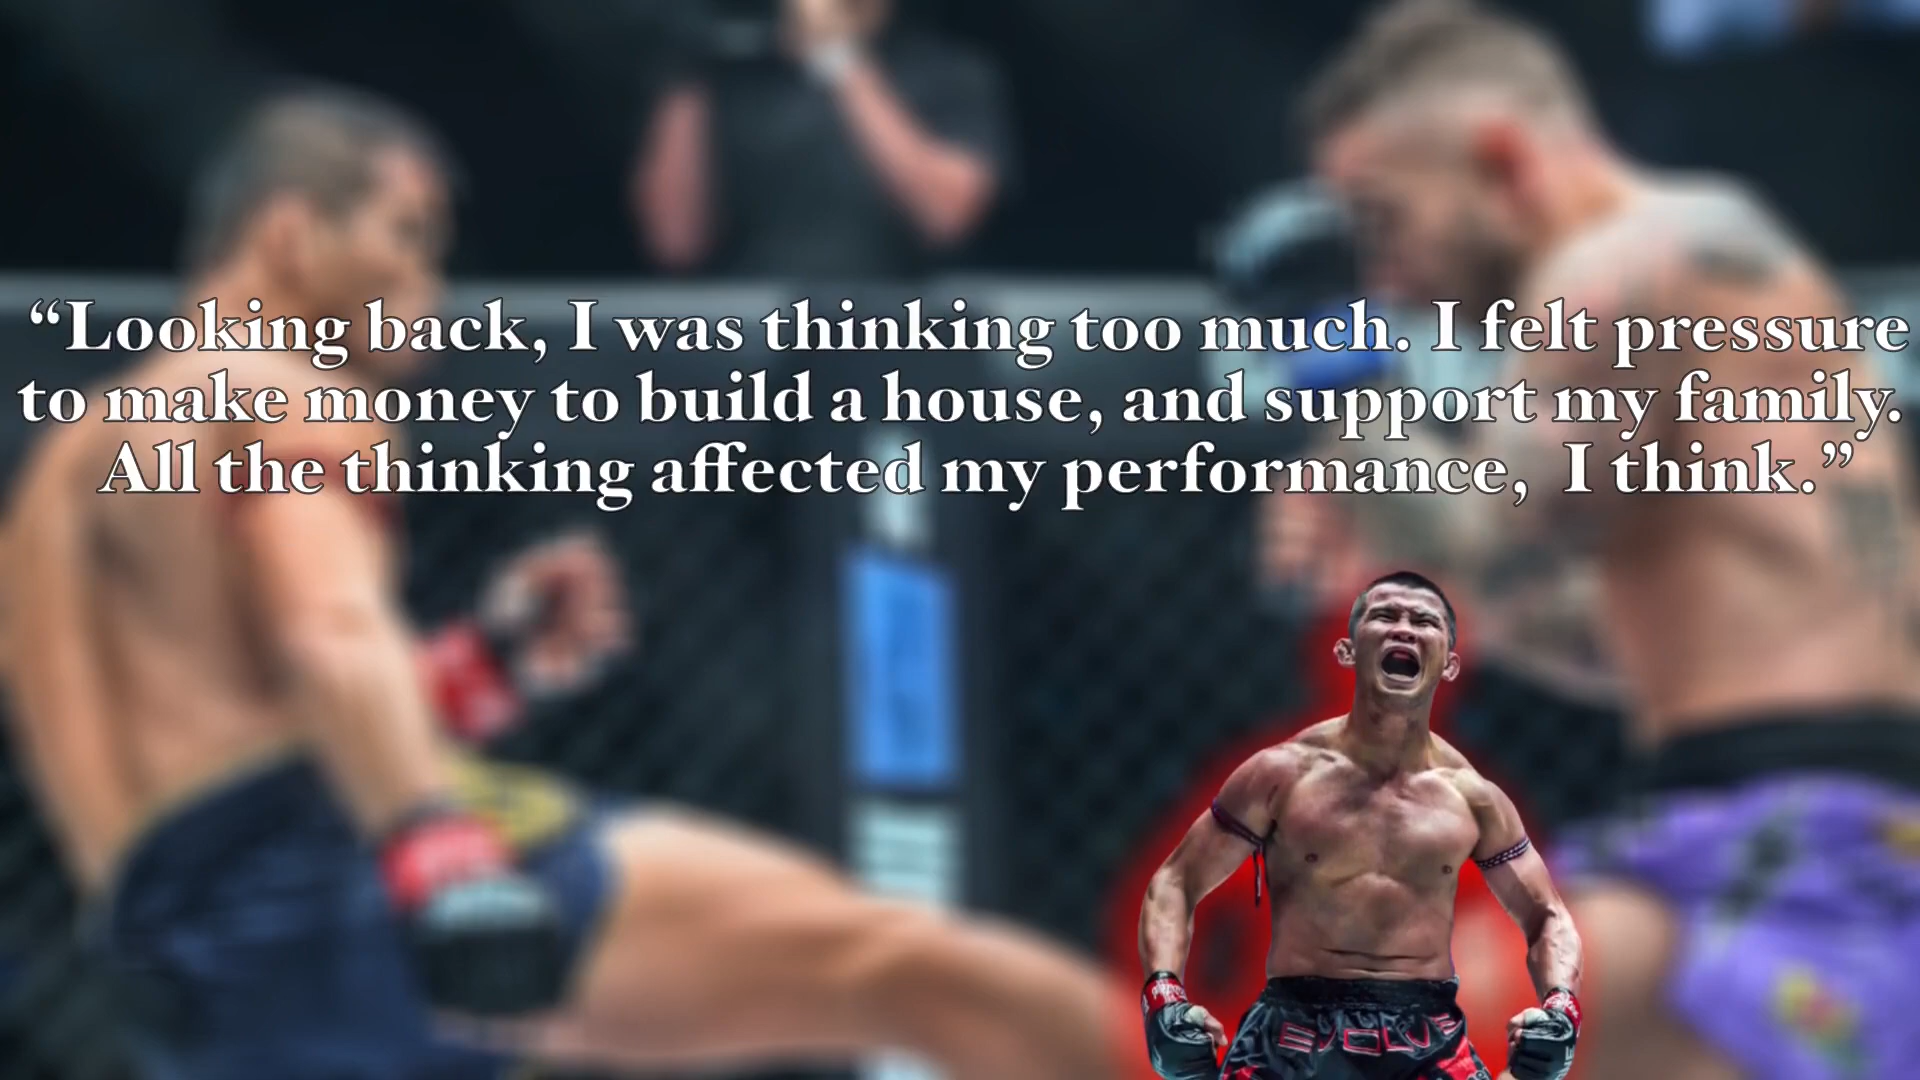 “Looking back, I was thinking too much. I felt pressure
to make money to build a house, and support my family.
All the thinking affected my performance, I think.”
EVOLVE